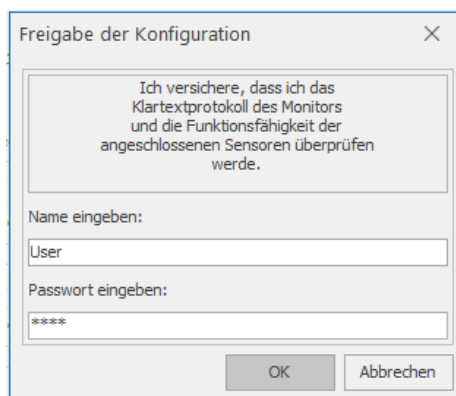 Freigabe der Konfiguration
Ich versichere, dass ich das
Klartextprotokoll des Monitors
und die Funktionsfähigkeit der
angeschlossenen Sensoren überprüfen
werde.
Name eingeben:
User
Passwort eingeben:
****
OK
Abbrechen